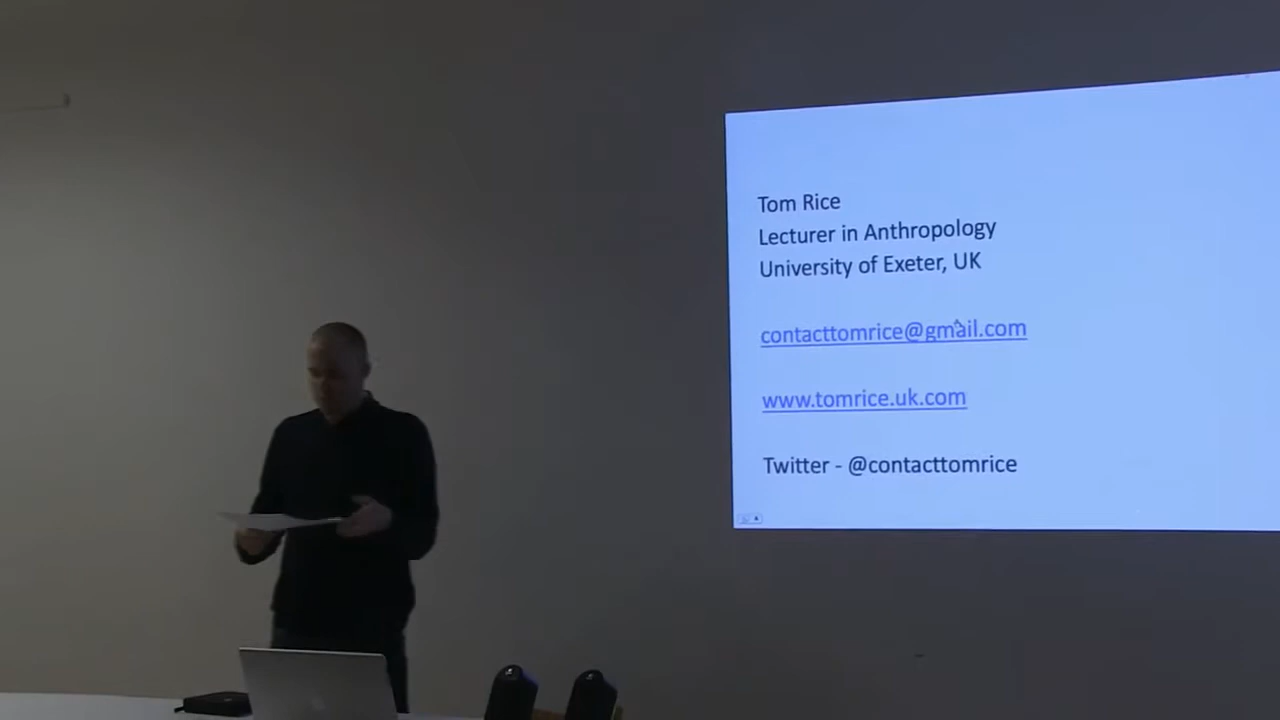 Tom Rice
Lecturer in Anthropology
University of Exeter, UK
contacttomrice@gmail.com
www.tomrice.uk.com
Twitter - @contacttomrice